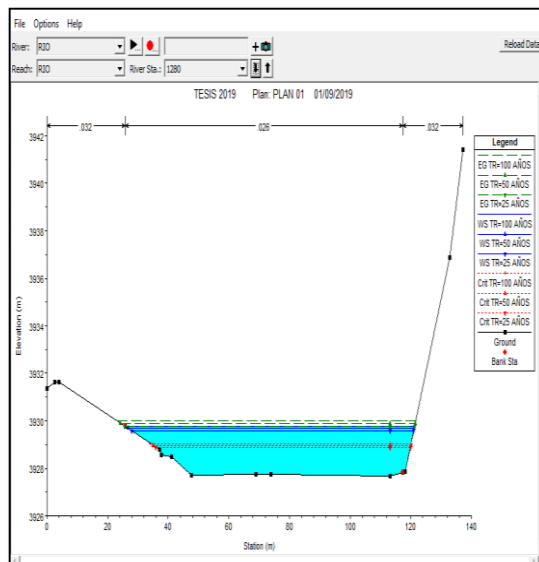 File Options Help
River: RIO
Reload Data
Reach: RIO River Sta.: 1280
TESIS 2019 Plan: PLAN 01 01/09/2019
.032 .026 .032
Legend
EG TR=100 AÑOS
EG TR=50 AÑOS
EG TR=25 AÑOS
WS TR=100 AÑOS
WS TR=50 AÑOS
WS TR=25 AÑOS
Crit TR=100 AÑOS
Crit TR=50 AÑOS
Crit TR=25 AÑOS
Ground
Bank Sta
Elevation (m)
3942
3940
3938
3936
3934
3932
3930
3928
3926
0 20 40 60 80 100 120 140
Station (m)